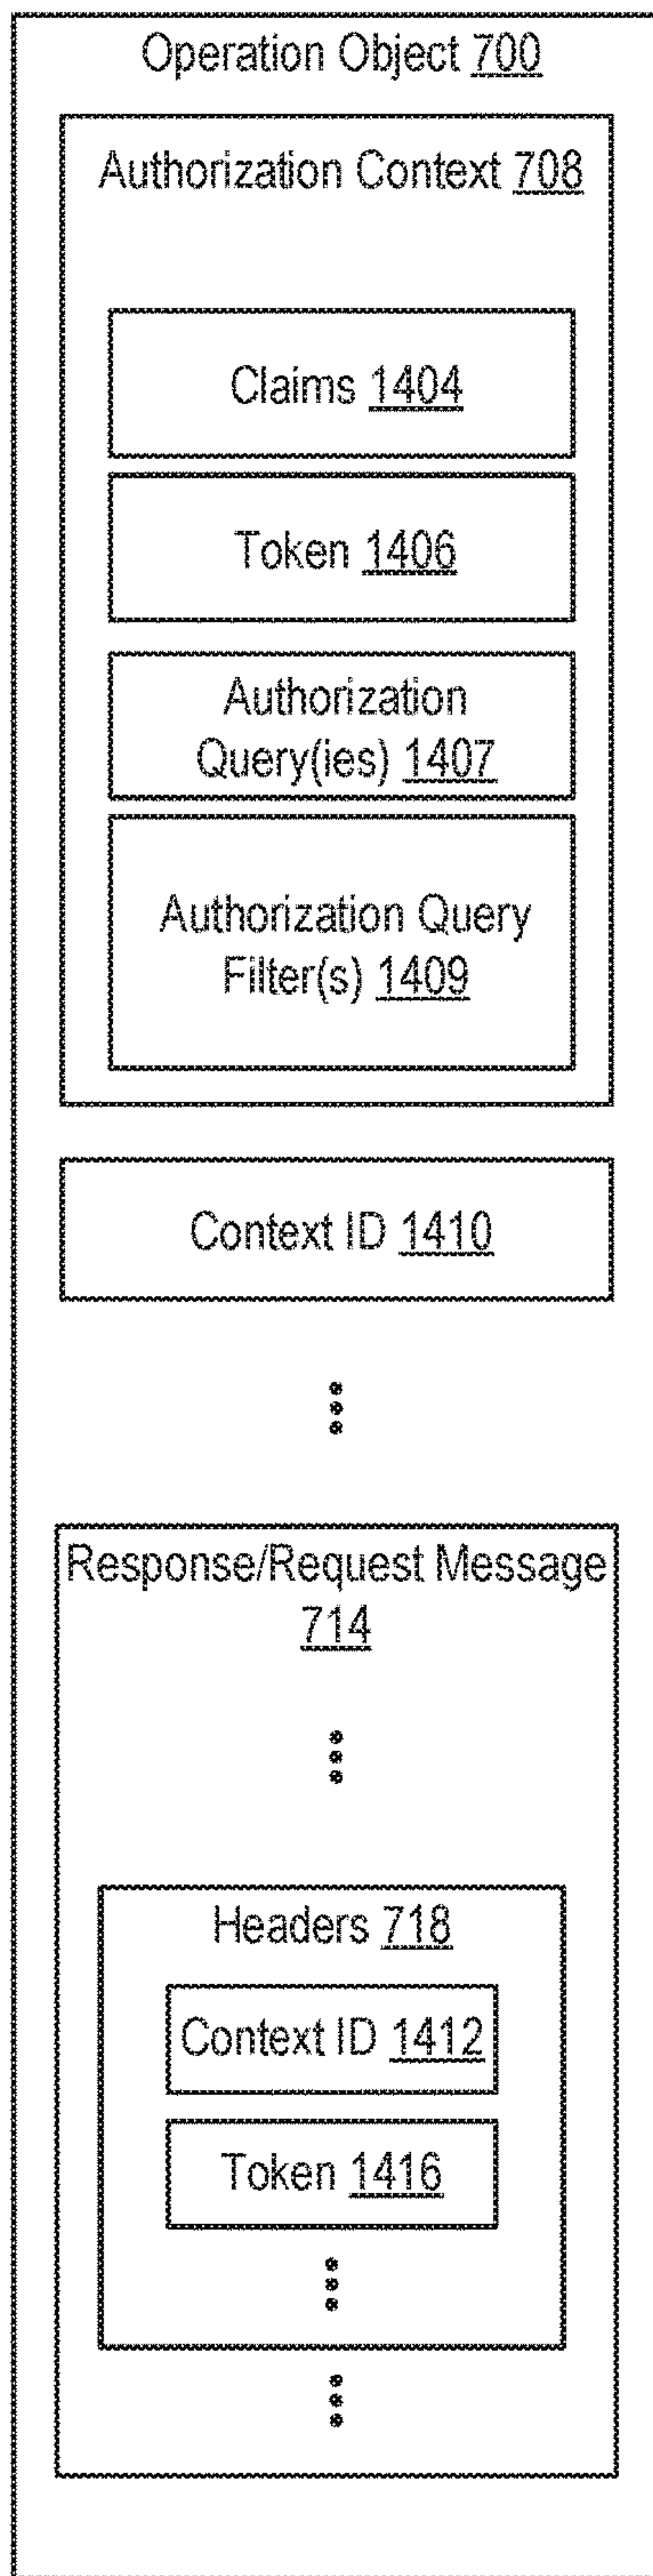 Operation Object 700
Authorization Context 708
Claims 1404
Token 1406
Authorization
Query(ies) 1407
Authorization Query
Filter(s) 1409
Context ID 1410
Response/Request Message
714
Headers 718
Context ID 1412
Token 1416